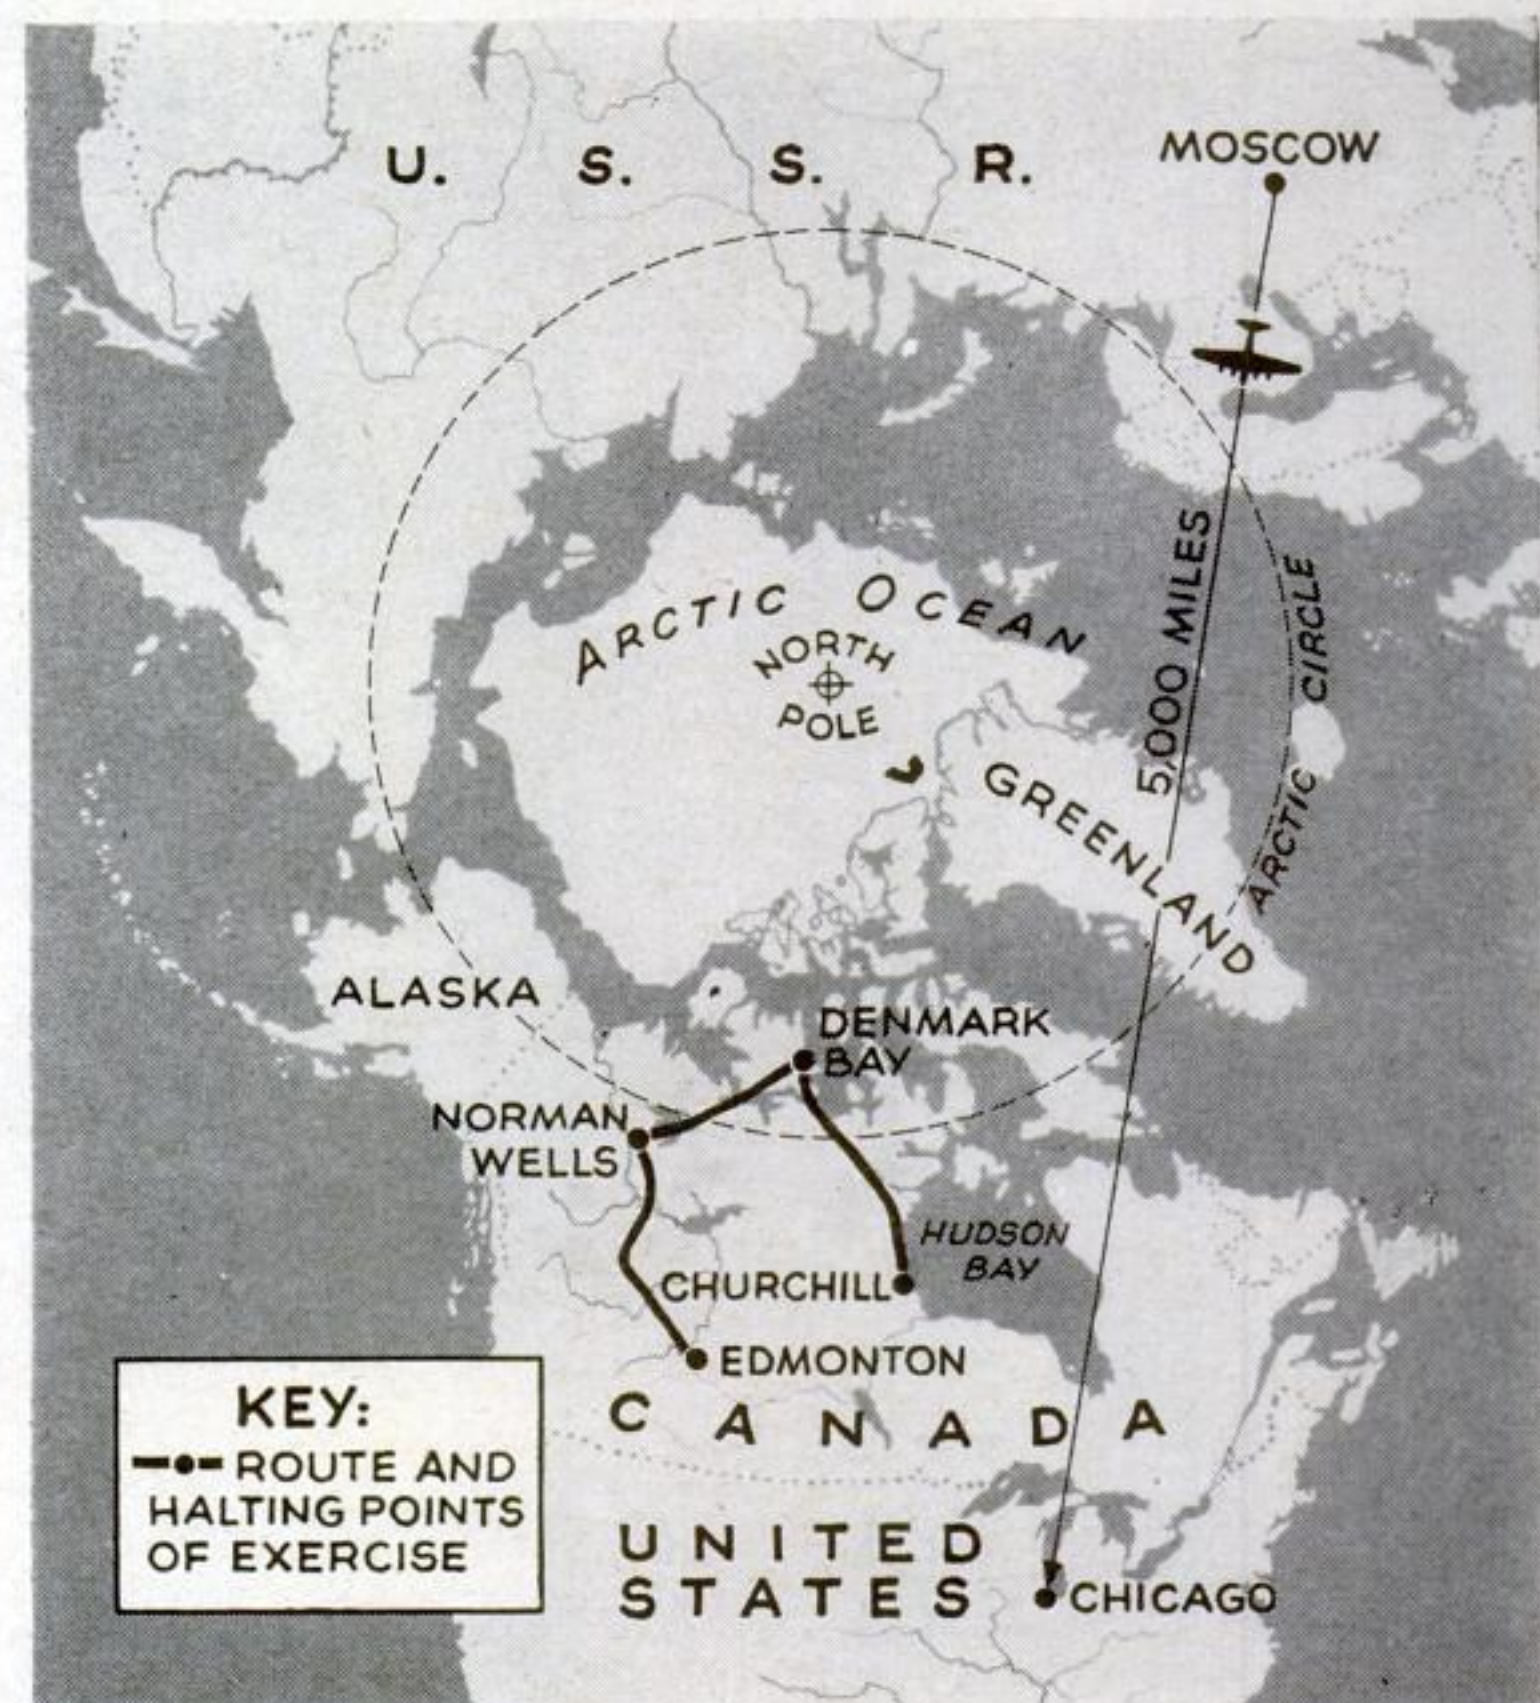 U. S. S. R.
MOSCOW
5,000 MILES
ARCTIC OCEAN
NORTH
POLE
ARCTIC CIRCLE
GREENLAND
ALASKA
DENMARK
BAY
NORMAN
WELLS
HUDSON
BAY
CHURCHILL
EDMONTON
CANADA
UNITED
STATES
CHICAGO
KEY:
ROUTE AND
HALTING POINTS
OF EXERCISE